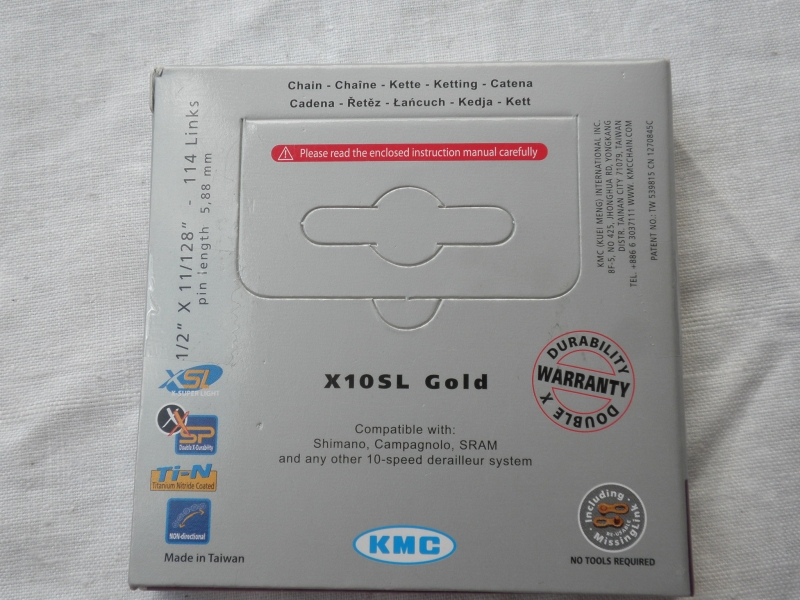 Chain - Chaîne - Kette - Ketting - Catena
Cadena - Řetěz - Łańcuch - Kedja - Kett
Please read the enclosed instruction manual carefully
1/2" X 11/128" - 114 Links
pin length 5,88 mm
KMC (KUEI MENG) INTERNATIONAL INC.
8F-5, NO 425, JHONGHUA RD, YONGKANG
DISTR, TAINAN CITY 71079, TAIWAN
TEL. +886 6 3037111 WWW. KMCCHAIN.COM
PATENT NO.: TW 539815 CN 1270845C
DURABILITY
WARRANTY
DOUBLE X
X10SL Gold
Compatible with:
Shimano, Campagnolo, SRAM
and any other 10-speed derailleur system
XSL
X-SUPERLIGHT
XXSP
Double X-Durability
Ti-N
Titanium Nitride Coated
NON-directional
Made in Taiwan
KMC
Including
RE-USABLE
MissingLink
NO TOOLS REQUIRED